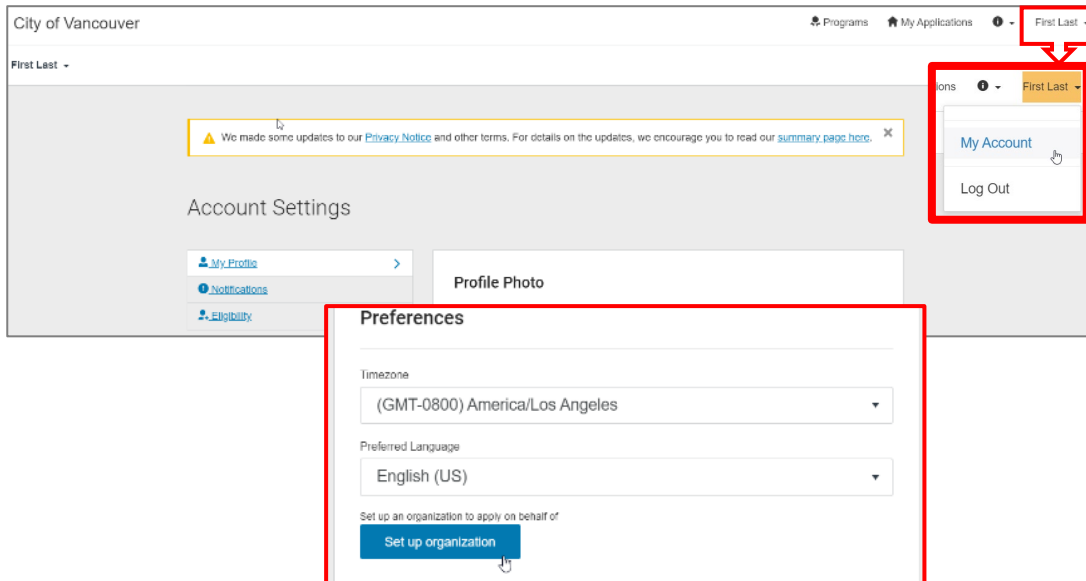 City of Vancouver
Programs My Applications First Last
First Last
ions First Last
My Account
Log Out
We made some updates to our Privacy Notice and other terms. For details on the updates, we encourage you to read our summary page here.
Account Settings
My Profile
Notifications
Eligibility
Profile Photo
Preferences
Timezone
(GMT-0800) America/Los Angeles
Preferred Language
English (US)
Set up an organization to apply on behalf of
Set up organization